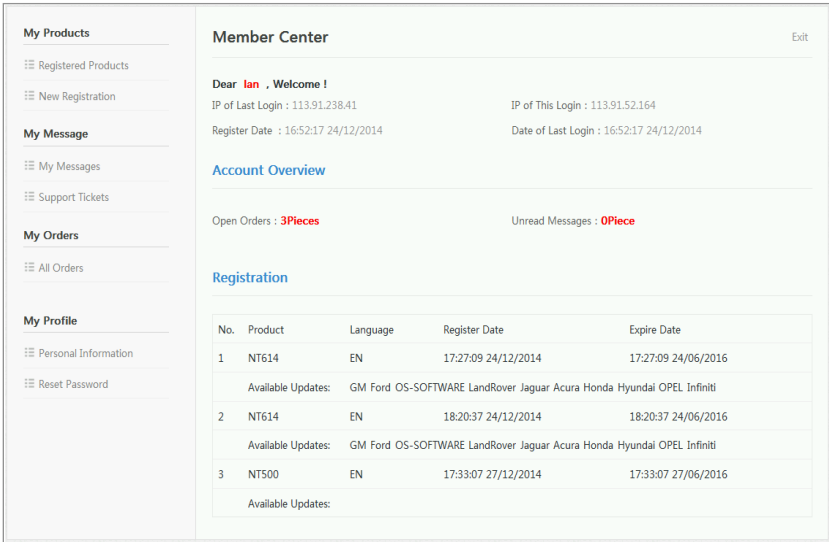 My Products
Registered Products
New Registration
My Message
My Messages
Support Tickets
My Orders
All Orders
My Profile
Personal Information
Reset Password
Member Center
Exit
Dear Ian , Welcome !
IP of Last Login : 113.91.238.41 IP of This Login : 113.91.52.164
Register Date : 16:52:17 24/12/2014 Date of Last Login : 16:52:17 24/12/2014
Account Overview
Open Orders : 3Pieces Unread Messages : 0Piece
Registration
No. Product Language Register Date Expire Date
1 NT614 EN 17:27:09 24/12/2014 17:27:09 24/06/2016
Available Updates: GM Ford OS-SOFTWARE LandRover Jaguar Acura Honda Hyundai OPEL Infiniti
2 NT614 EN 18:20:37 24/12/2014 18:20:37 24/06/2016
Available Updates: GM Ford OS-SOFTWARE LandRover Jaguar Acura Honda Hyundai OPEL Infiniti
3 NT500 EN 17:33:07 27/12/2014 17:33:07 27/06/2016
Available Updates: